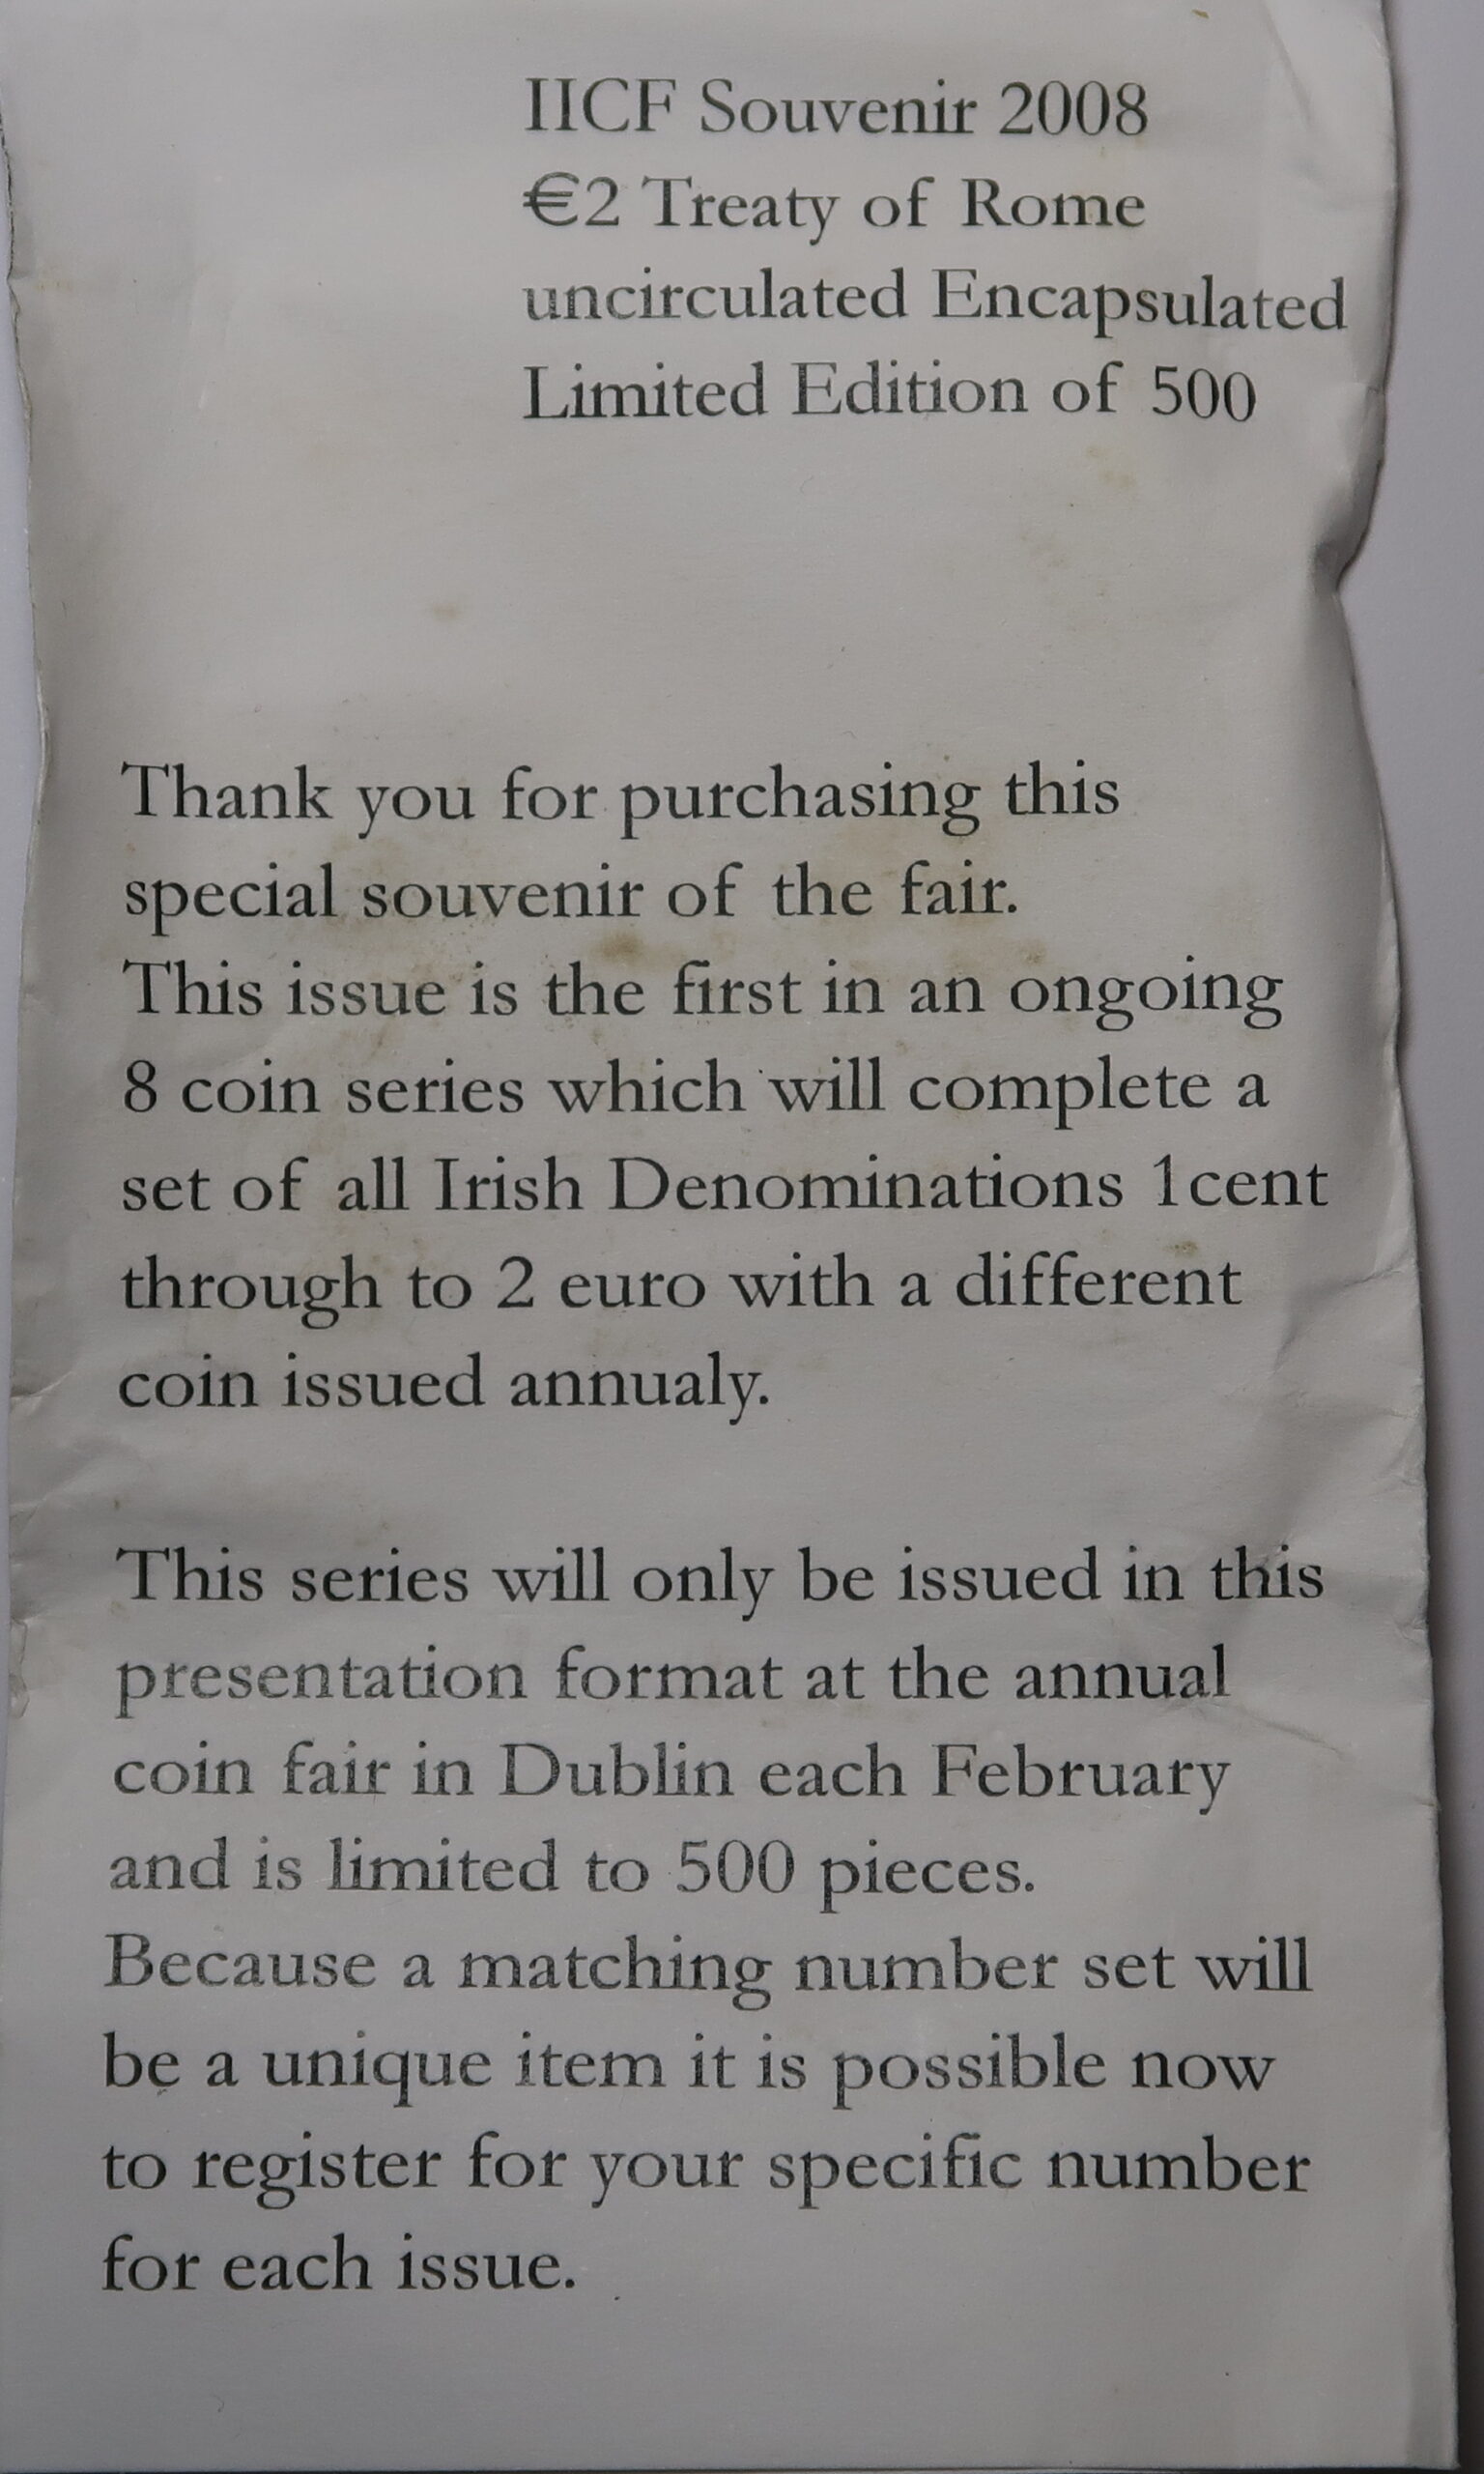 IICF Souvenir 2008
€2 Treaty of Rome
uncirculated Encapsulated
Limited Edition of 500
Thank you for purchasing this
special souvenir of the fair.
This issue is the first in an ongoing
8 coin series which will complete a
set of all Irish Denominations 1cent
through to 2 euro with a different
coin issued annualy.
This series will only be issued in this
presentation format at the annual
coin fair in Dublin each February
and is limited to 500 pieces.
Because a matching number set will
be a unique item it is possible now
to register for your specific number
for each issue.